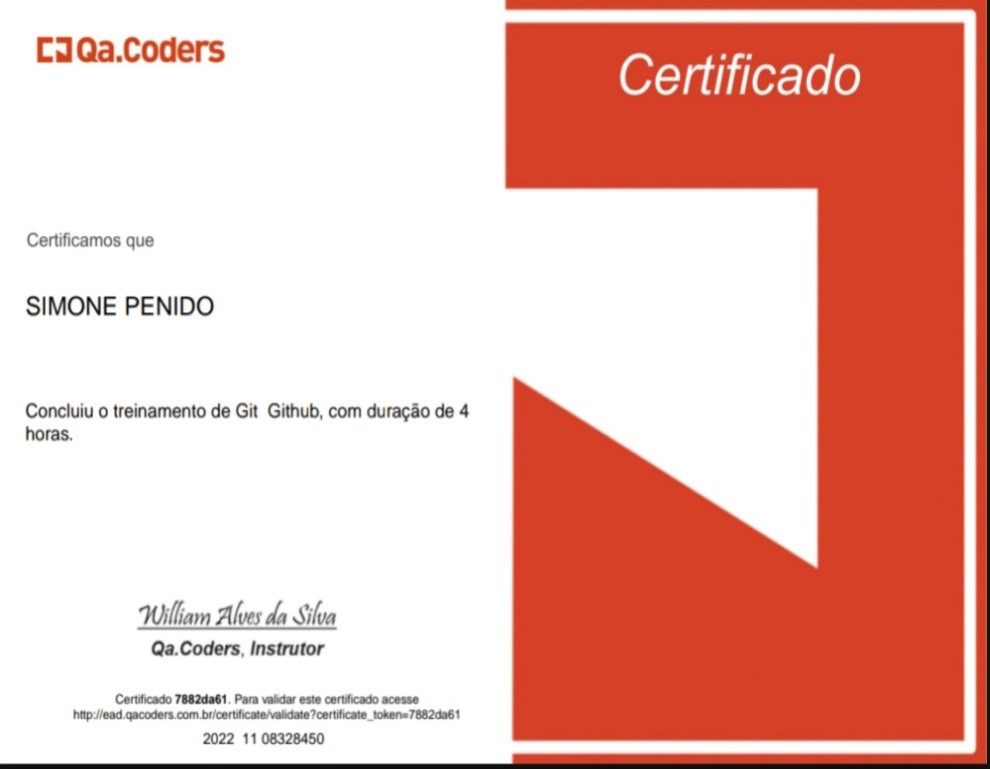 Qa.Coders
Certificado
Certificamos que
SIMONE PENIDO
Concluiu o treinamento de Git  Github, com duração de 4
horas.
William Alves da Silva
Qa.Coders, Instrutor
Certificado 7882da61. Para validar este certificado acesse
http://ead.qacoders.com.br/certificate/validate?certificate_token=7882da61
2022  11 08328450